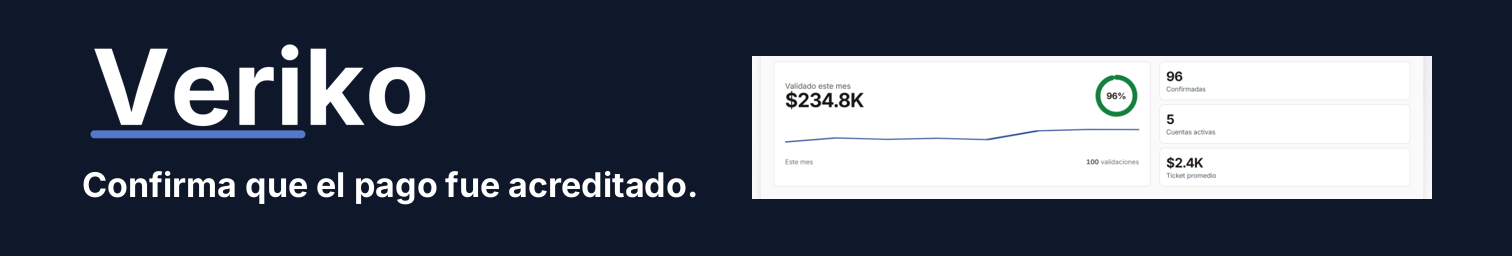 Veriko
Confirma que el pago fue acreditado.
Validado este mes
$234.8K
96%
Este mes
100 validaciones
96
Confirmadas
5
Cuentas activas
$2.4K
Ticket promedio